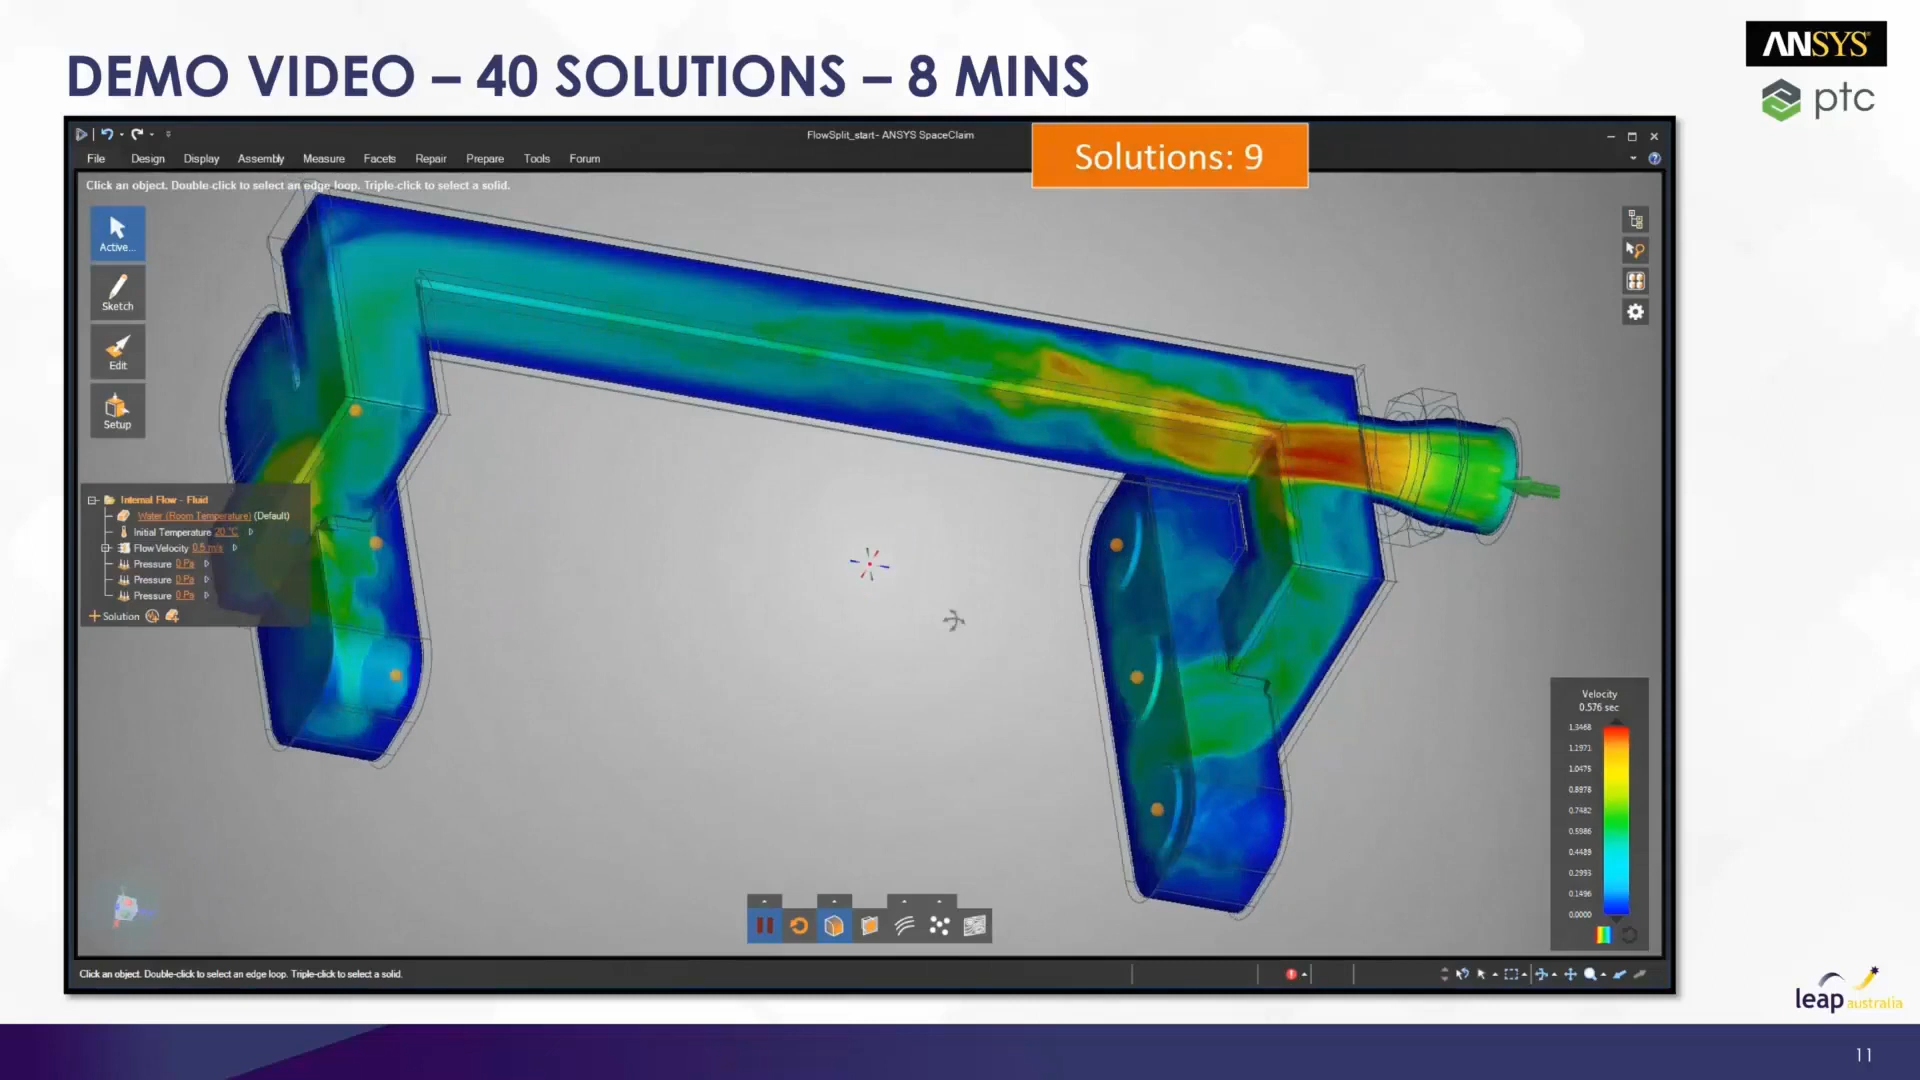 DEMO VIDEO – 40 SOLUTIONS – 8 MINS
ANSYS
ptc
FlowSplit_start- ANSYS SpaceClaim
Solutions: 9
File Design Display Assembly Measure Facets Repair Prepare Tools Forum
Click an object. Double-click to select an edge loop. Triple-click to select a solid.
Active...
Sketch
Edit
Setup
Internal Flow - Fluid
Water (Room Temperature) (Default)
Initial Temperature 20 °C
Flow Velocity 0.5 m/s
Pressure 0 Pa
Pressure 0 Pa
Pressure 0 Pa
Solution
Velocity
0.576 sec
1.3468
1.1971
1.0475
0.8978
0.7482
0.5986
0.4489
0.2993
0.1496
0.0000
Click an object. Double-click to select an edge loop. Triple-click to select a solid.
leap australia
11